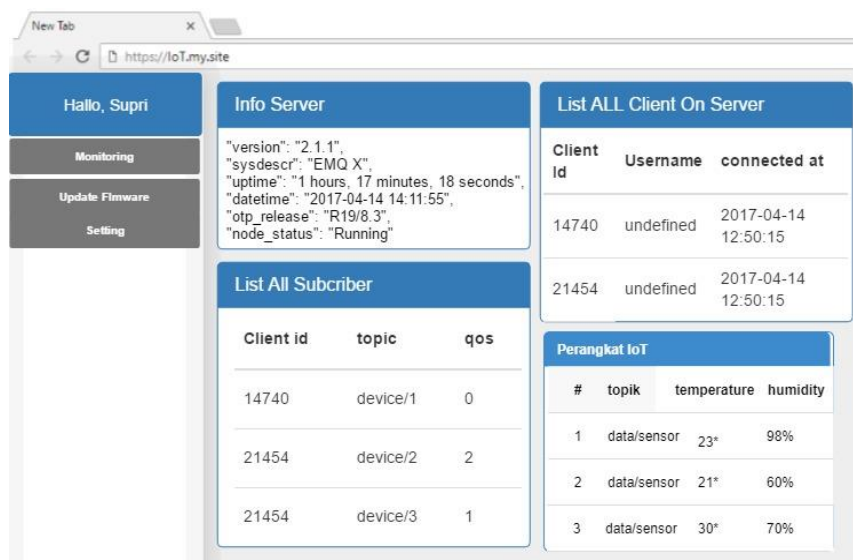 New Tab
https://IoT.my.site
Hallo, Supri
Monitoring
Update FImware
Setting
Info Server
"version": "2.1.1",
"sysdescr": "EMQ X",
"uptime": "1 hours, 17 minutes, 18 seconds",
"datetime": "2017-04-14 14:11:55",
"otp_release": "R19/8.3",
"node_status": "Running"
List All Subcriber
Client id topic qos
14740 device/1 0
21454 device/2 2
21454 device/3 1
List ALL Client On Server
Client Id Username connected at
14740 undefined 2017-04-14 12:50:15
21454 undefined 2017-04-14 12:50:15
Perangkat IoT
# topik temperature humidity
1 data/sensor 23* 98%
2 data/sensor 21* 60%
3 data/sensor 30* 70%